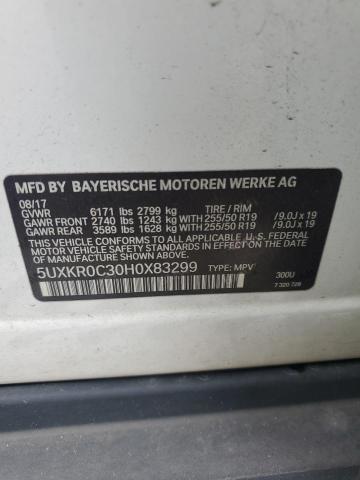 MFD BY BAYERISCHE MOTOREN WERKE AG
08/17
GVWR 6171 lbs 2799 kg TIRE / RIM
GAWR FRONT 2740 lbs 1243 kg WITH 255/50 R19 /9.0J x 19
GAWR REAR 3589 lbs 1628 kg WITH 255/50 R19 /9.0J x 19
THIS VEHICLE CONFORMS TO ALL APPLICABLE U.S. FEDERAL
MOTOR VEHICLE SAFETY STANDARDS IN EFFECT
ON THE DATE OF MANUFACTURE SHOWN ABOVE.
5UXKR0C30H0X83299 TYPE: MPV 300U
7 320 728